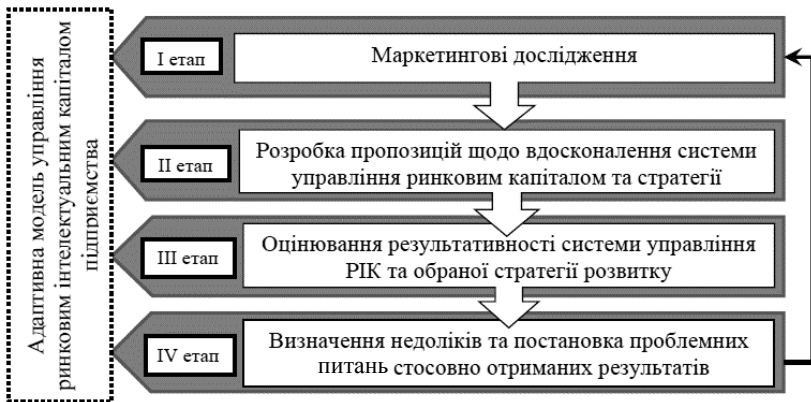 Адаптивна модель управління
ринковим інтелектуальним капіталом
підприємства
І етап
Маркетингові дослідження
ІІ етап
Розробка пропозицій щодо вдосконалення системи
управління ринковим капіталом та стратегії
ІІІ етап
Оцінювання результативності системи управління
РІК та обраної стратегії розвитку
IV етап
Визначення недоліків та постановка проблемних
питань стосовно отриманих результатів